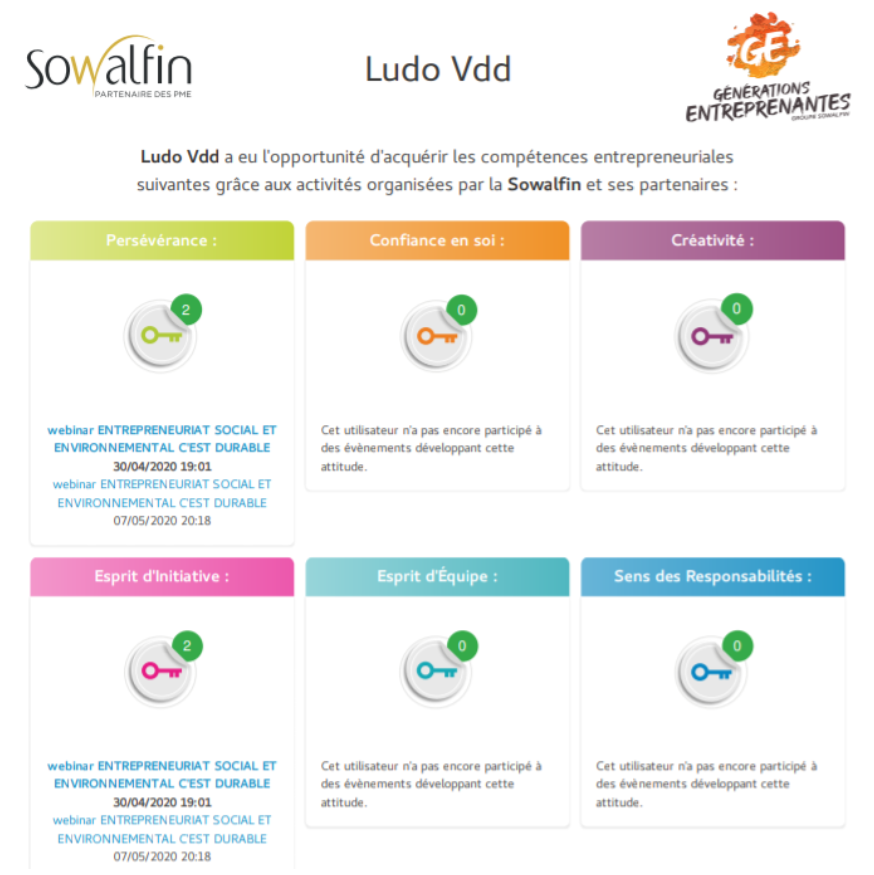 Sowalfin
PARTENAIRE DES PME
Ludo Vdd
GE
GÉNÉRATIONS
ENTREPRENANTES
GROUPE SOWALFIN
Ludo Vdd a eu l'opportunité d'acquérir les compétences entrepreneuriales
suivantes grâce aux activités organisées par la Sowalfin et ses partenaires :
Persévérance :
2
webinar ENTREPRENEURIAT SOCIAL ET
ENVIRONNEMENTAL C'EST DURABLE
30/04/2020 19:01
webinar ENTREPRENEURIAT SOCIAL ET
ENVIRONNEMENTAL C'EST DURABLE
07/05/2020 20:18
Confiance en soi :
0
Cet utilisateur n'a pas encore participé à
des évènements développant cette
attitude.
Créativité :
0
Cet utilisateur n'a pas encore participé à
des évènements développant cette
attitude.
Esprit d'Initiative :
2
webinar ENTREPRENEURIAT SOCIAL ET
ENVIRONNEMENTAL C'EST DURABLE
30/04/2020 19:01
webinar ENTREPRENEURIAT SOCIAL ET
ENVIRONNEMENTAL C'EST DURABLE
07/05/2020 20:18
Esprit d'Équipe :
0
Cet utilisateur n'a pas encore participé à
des évènements développant cette
attitude.
Sens des Responsabilités :
0
Cet utilisateur n'a pas encore participé à
des évènements développant cette
attitude.